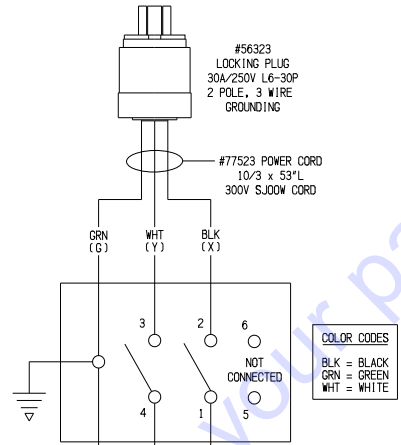 #56323
LOCKING PLUG
30A/250V L6-30P
2 POLE, 3 WIRE
GROUNDING
#77523 POWER CORD
10/3 x 53"L
300V SJOOW CORD
GRN
(G)
WHT
(Y)
BLK
(X)
3
2
6
NOT
CONNECTED
4
1
5
COLOR CODES
BLK = BLACK
GRN = GREEN
WHT = WHITE
your pa